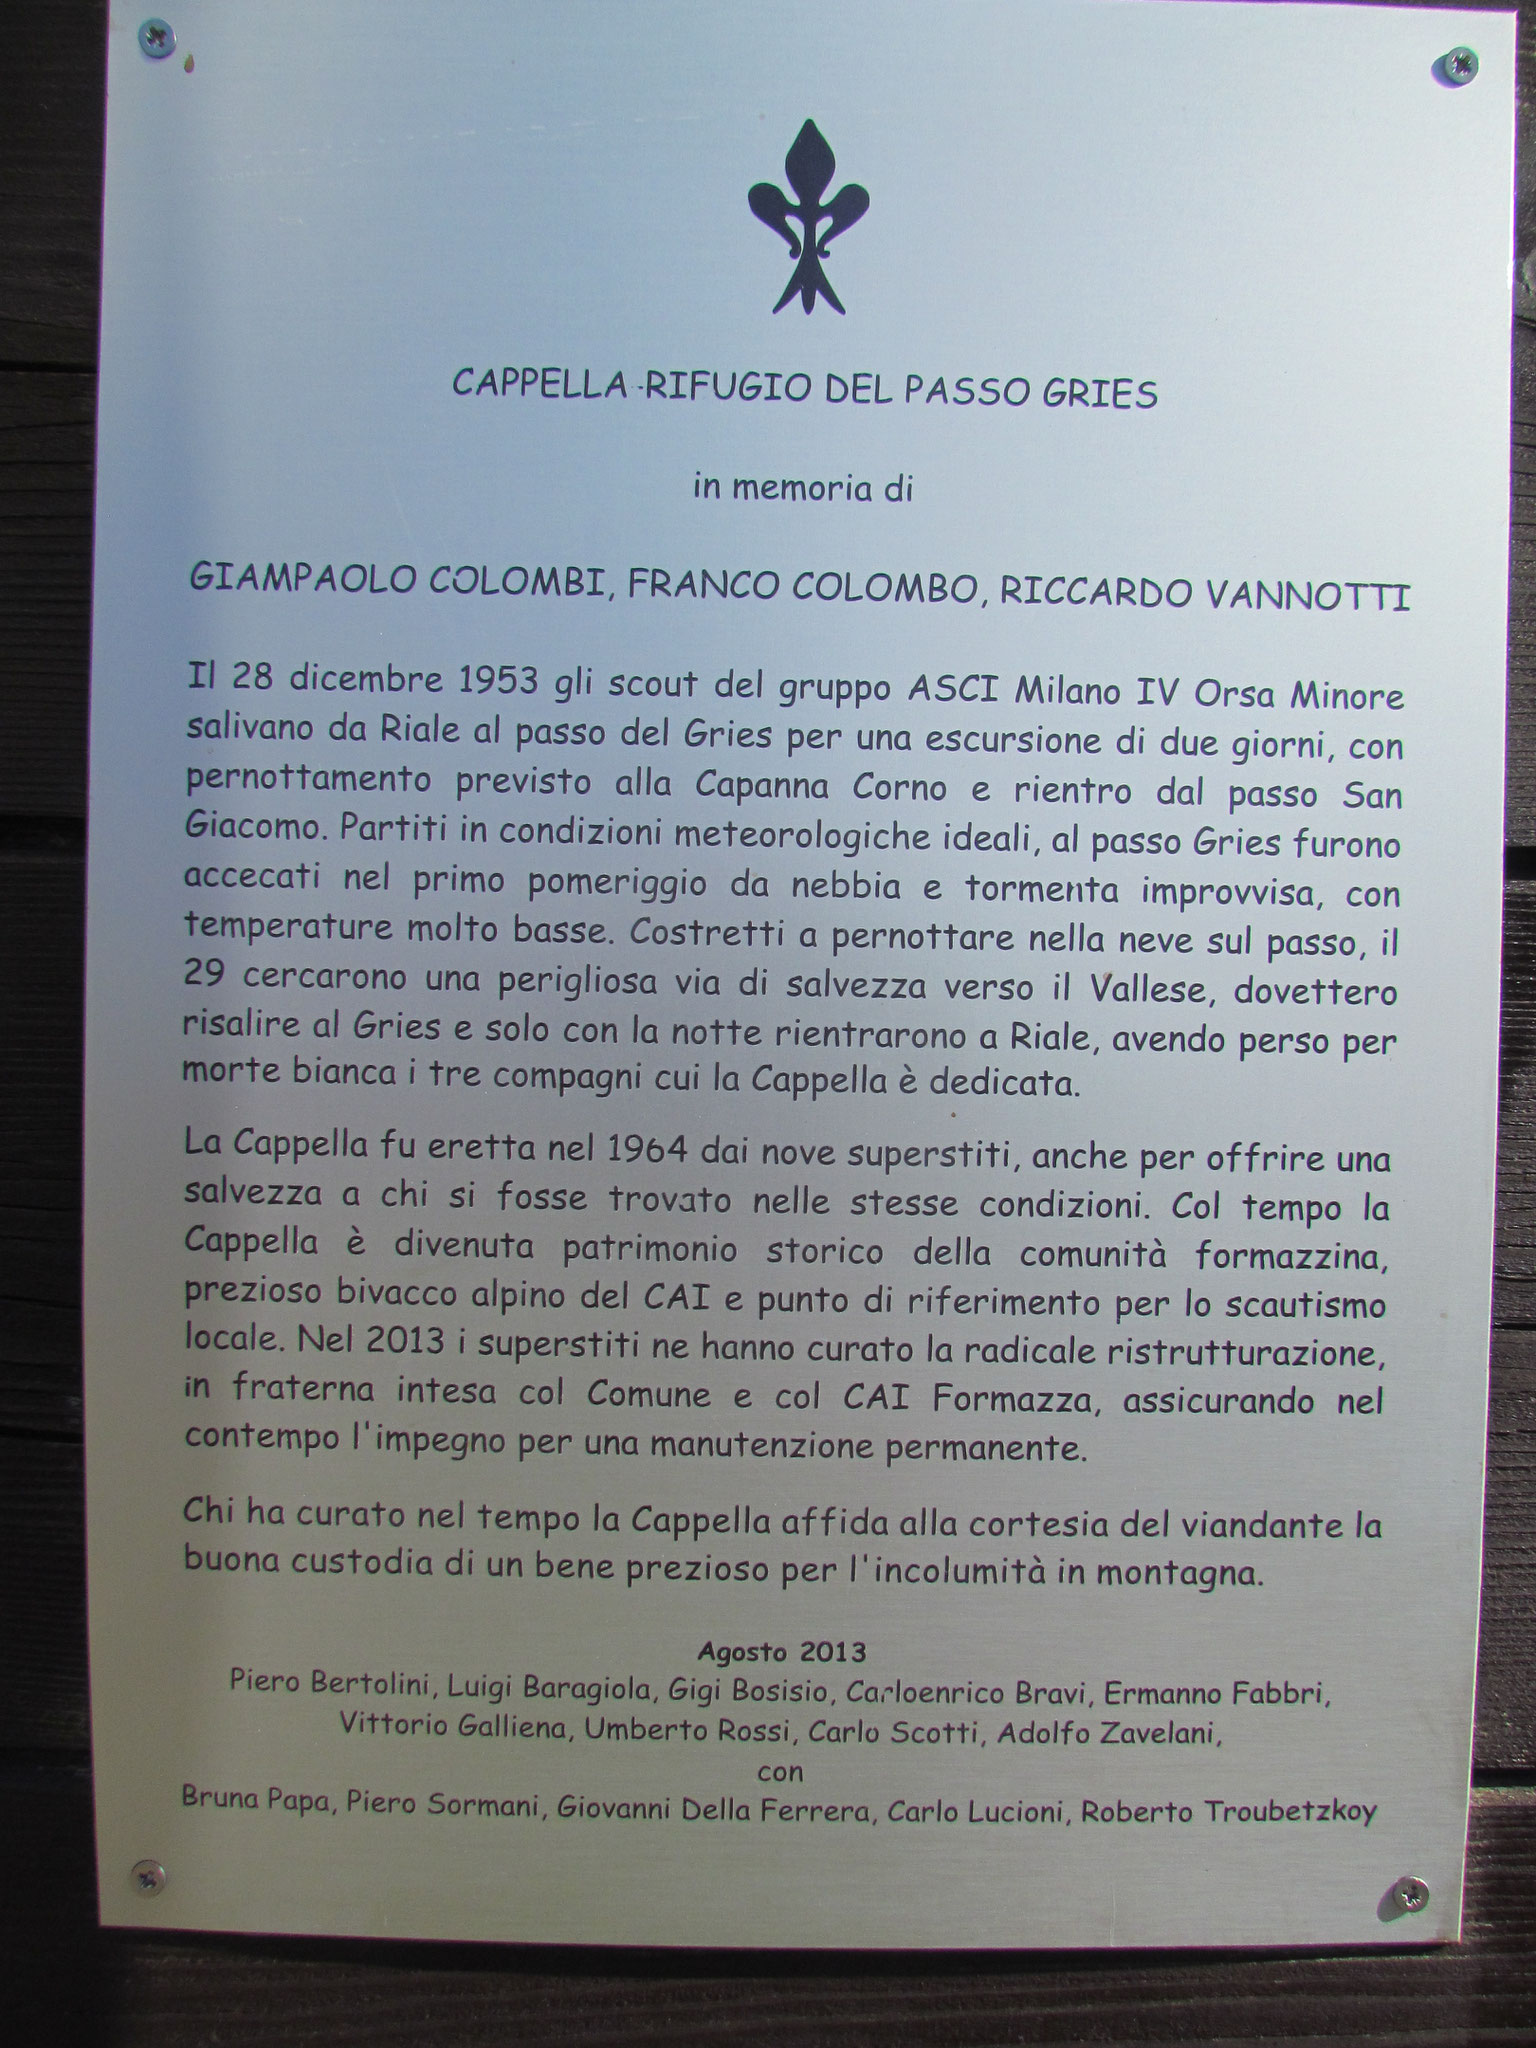 CAPPELLA-RIFUGIO DEL PASSO GRIES
in memoria di
GIAMPAOLO COLOMBI, FRANCO COLOMBO, RICCARDO VANNOTTI
Il 28 dicembre 1953 gli scout del gruppo ASCI Milano IV Orsa Minore
salivano da Riale al passo del Gries per una escursione di due giorni, con
pernottamento previsto alla Capanna Corno e rientro dal passo San
Giacomo. Partiti in condizioni meteorologiche ideali, al passo Gries furono
accecati nel primo pomeriggio da nebbia e tormenta improvvisa, con
temperature molto basse. Costretti a pernottare nella neve sul passo, il
29 cercarono una perigliosa via di salvezza verso il Vallese, dovettero
risalire al Gries e solo con la notte rientrarono a Riale, avendo perso per
morte bianca i tre compagni cui la Cappella è dedicata.
La Cappella fu eretta nel 1964 dai nove superstiti, anche per offrire una
salvezza a chi si fosse trovato nelle stesse condizioni. Col tempo la
Cappella è divenuta patrimonio storico della comunità formazzina,
prezioso bivacco alpino del CAI e punto di riferimento per lo scautismo
locale. Nel 2013 i superstiti ne hanno curato la radicale ristrutturazione,
in fraterna intesa col Comune e col CAI Formazza, assicurando nel
contempo l'impegno per una manutenzione permanente.
Chi ha curato nel tempo la Cappella affida alla cortesia del viandante la
buona custodia di un bene prezioso per l'incolumità in montagna.
Agosto 2013
Piero Bertolini, Luigi Baragiola, Gigi Bosisio, Carloenrico Bravi, Ermanno Fabbri,
Vittorio Galliena, Umberto Rossi, Carlo Scotti, Adolfo Zavelani,
con
Bruna Papa, Piero Sormani, Giovanni Della Ferrera, Carlo Lucioni, Roberto Troubetzkoy